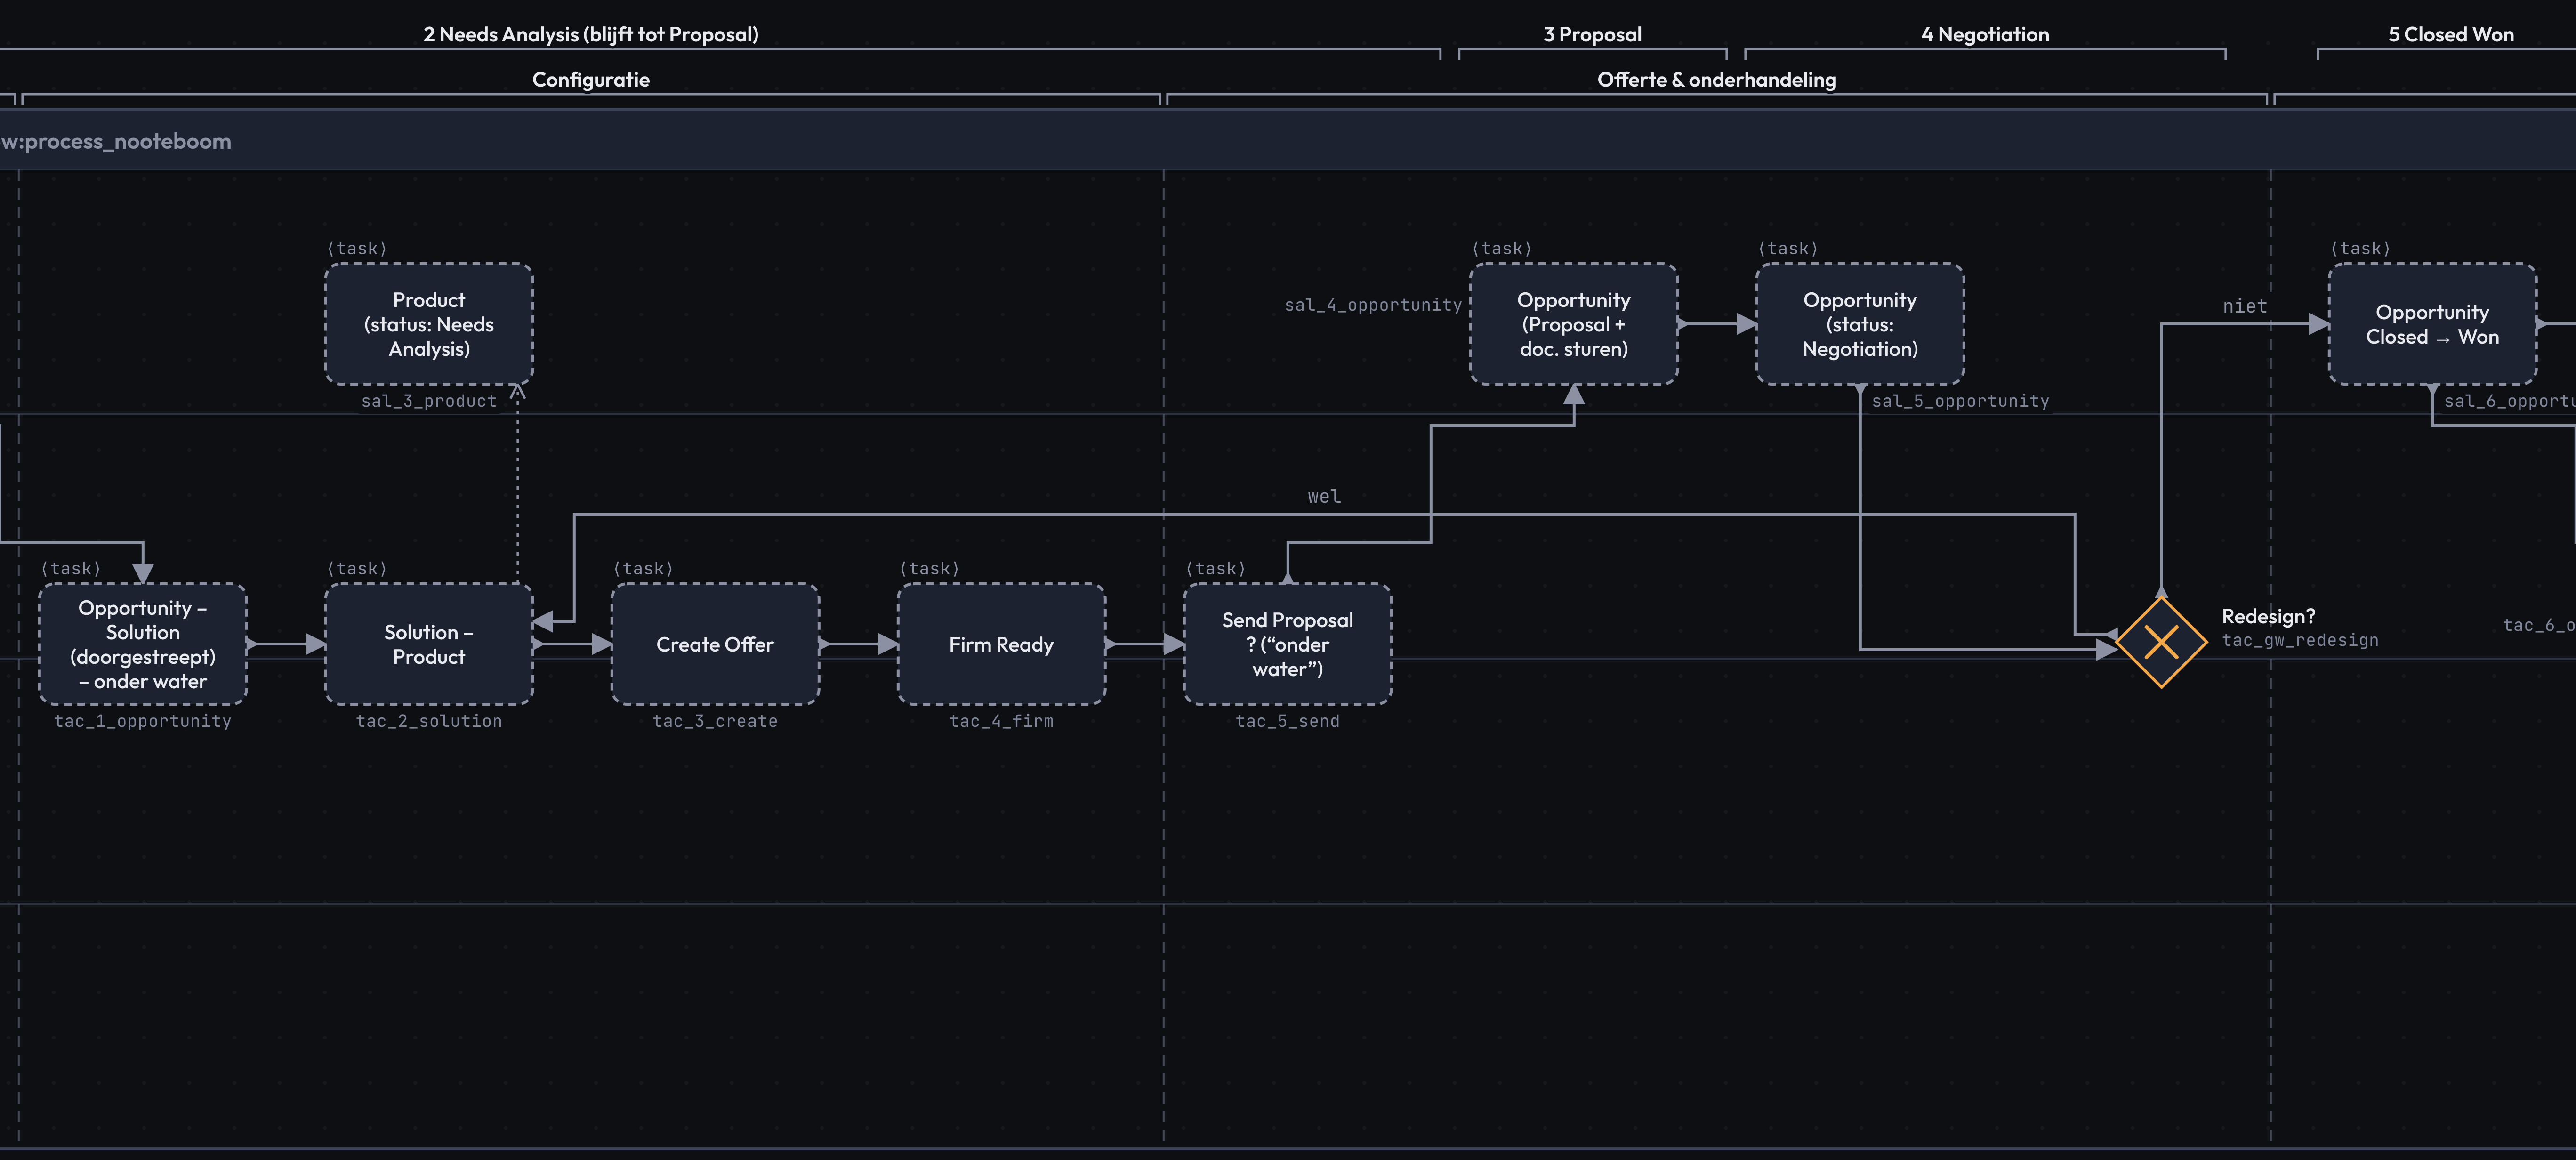 2 Needs Analysis (blijft tot Proposal)
3 Proposal
4 Negotiation
5 Closed Won
Configuratie
Offerte & onderhandeling
w:process_nooteboom
⟨task⟩
Product
(status: Needs
Analysis)
sal_3_product
sal_4_opportunity
⟨task⟩
Opportunity
(Proposal +
doc. sturen)
⟨task⟩
Opportunity
(status:
Negotiation)
sal_5_opportunity
niet
⟨task⟩
Opportunity
Closed → Won
sal_6_opportu
wel
⟨task⟩
Opportunity –
Solution
(doorgestreept)
– onder water
tac_1_opportunity
⟨task⟩
Solution –
Product
tac_2_solution
⟨task⟩
Create Offer
tac_3_create
⟨task⟩
Firm Ready
tac_4_firm
⟨task⟩
Send Proposal
? (“onder
water”)
tac_5_send
Redesign?
tac_gw_redesign
tac_6_o